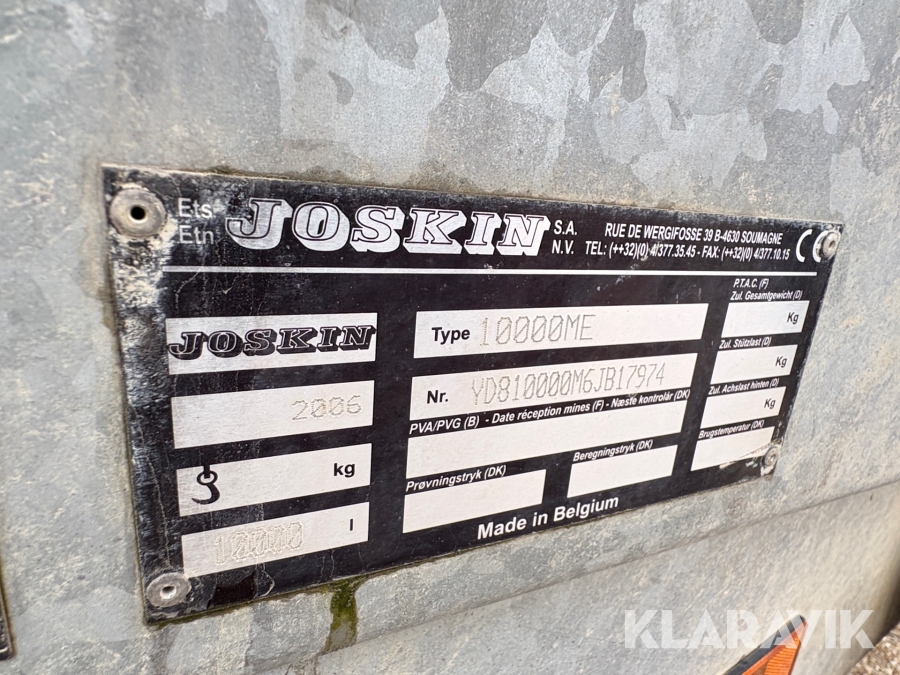 Ets JOSKIN S.A.
Etn N.V.
RUE DE WERGIFOSSE 39 B-4630 SOUMAGNE
TEL: (++32)(0) 4/377.35.45 - FAX: (++32)(0) 4/377.10.15
CE
JOSKIN
2006
kg
10000 l
Type 10000ME
Nr. YD810000M6JB17974
PVA/PVG (B) - Date réception mines (F) - Næste kontrolår (DK)
Prøvningstryk (DK)
Beregningstryk (DK)
Made in Belgium
P.T.A.C. (F)
Zul. Gesamtgewicht (D)
Kg
Zul. Stützlast (D)
Kg
Zul. Achslast hinten (D)
Kg
Brugstemperatur (DK)
KLARAVIK